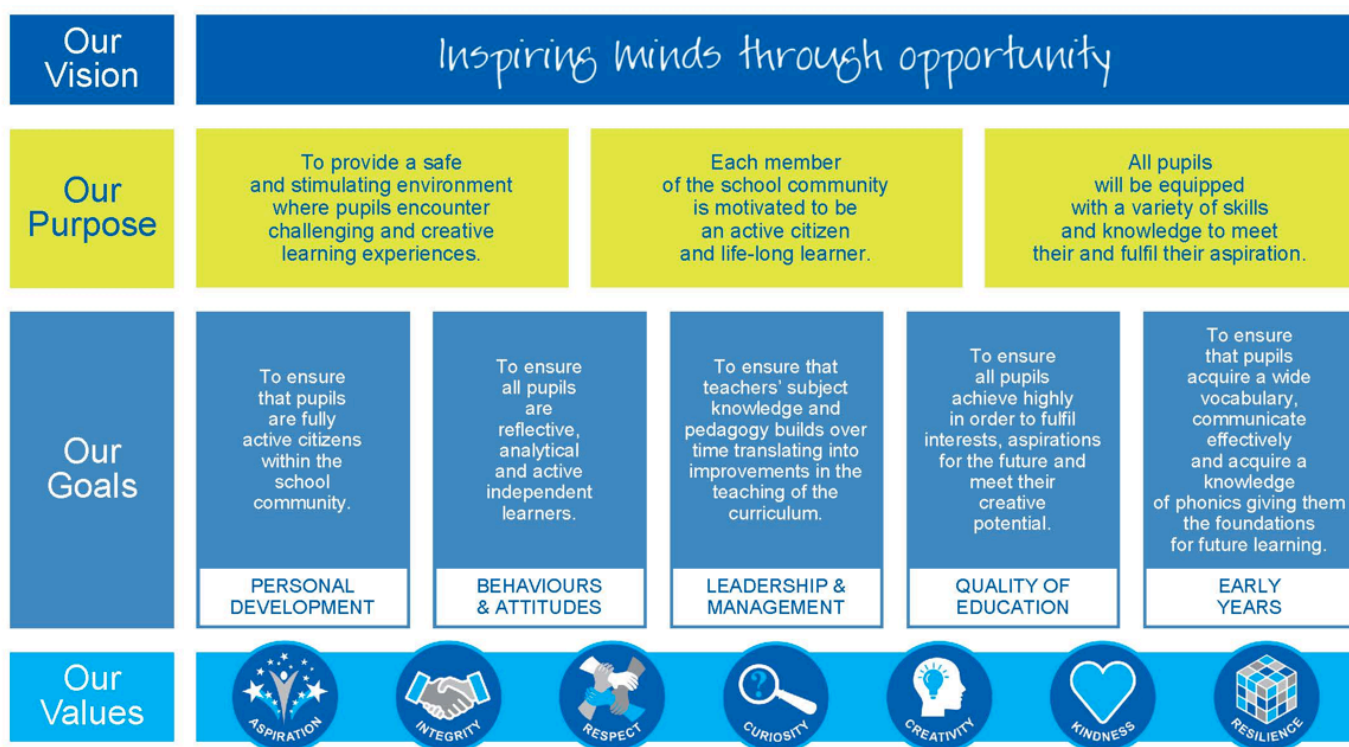 Our
Vision
Inspiring minds through opportunity
Our
Purpose
To provide a safe
and stimulating environment
where pupils encounter
challenging and creative
learning experiences.
Each member
of the school community
is motivated to be
an active citizen
and life-long learner.
All pupils
will be equipped
with a variety of skills
and knowledge to meet
their and fulfil their aspiration.
Our
Goals
To ensure
that pupils
are fully
active citizens
within the
school
community.
PERSONAL
DEVELOPMENT
To ensure
all pupils
are
reflective,
analytical
and active
independent
learners.
BEHAVIOURS
& ATTITUDES
To ensure that
teachers' subject
knowledge and
pedagogy builds over
time translating into
improvements in the
teaching of the
curriculum.
LEADERSHIP &
MANAGEMENT
To ensure
all pupils
achieve highly
in order to fulfil
interests, aspirations
for the future and
meet their
creative
potential.
QUALITY OF
EDUCATION
To ensure
that pupils
acquire a wide
vocabulary,
communicate
effectively
and acquire a
knowledge
of phonics giving them
the foundations
for future learning.
EARLY
YEARS
Our
Values
ASPIRATION
INTEGRITY
RESPECT
?
CURIOSITY
CREATIVITY
KINDNESS
RESILIENCE